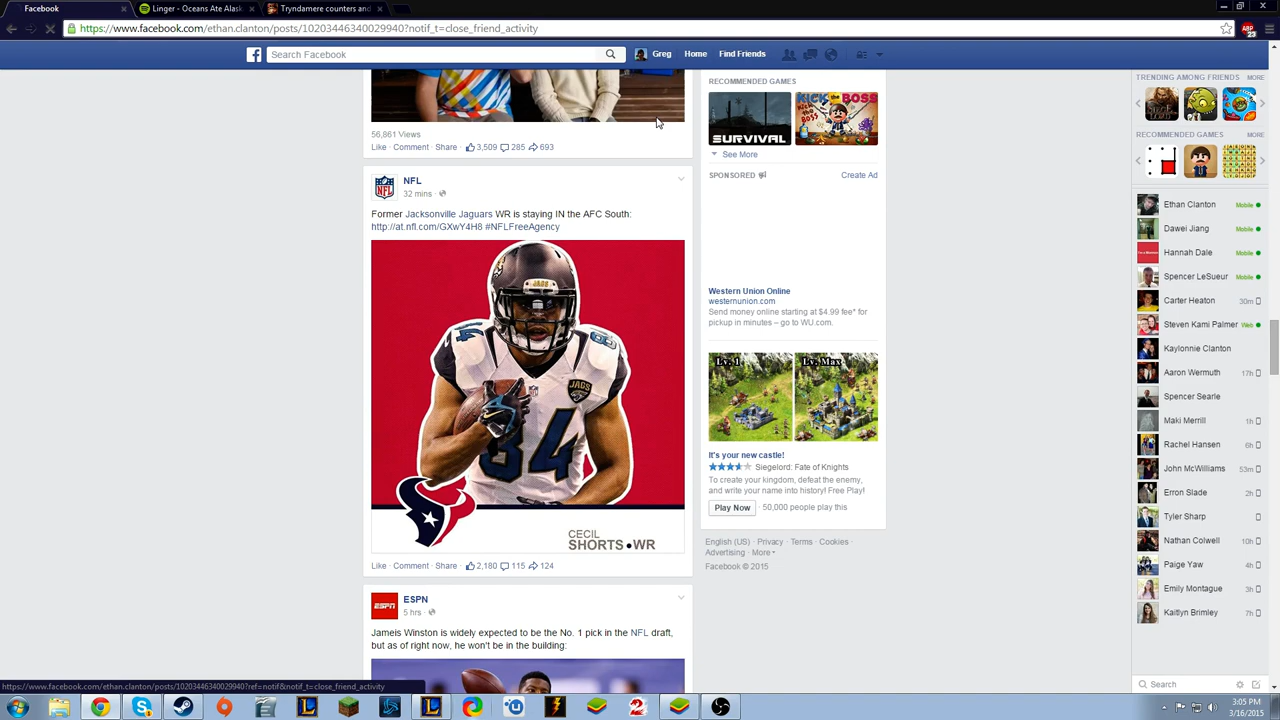 Facebook
Linger - Oceans Ate Alask
Tryndamere counters and
https://www.facebook.com/ethan.clanton/posts/10203446340029940?notif_t=close_friend_activity
ABP
23
Search Facebook
Greg
Home
Find Friends
56,861 Views
Like · Comment · Share · 3,509 285 693
NFL
32 mins ·
Former Jacksonville Jaguars WR is staying IN the AFC South:
http://at.nfl.com/GXwY4H8 #NFLFreeAgency
JAGS
84
CECIL
SHORTS • WR
Like · Comment · Share · 2,180 115 124
ESPN
5 hrs ·
Jameis Winston is widely expected to be the No. 1 pick in the NFL draft,
but as of right now, he won't be in the building:
RECOMMENDED GAMES
SURVIVAL
KICK THE BOSS
See More
SPONSORED
Create Ad
Western Union Online
westernunion.com
Send money online starting at $4.99 fee* for
pickup in minutes – go to WU.com.
Lv. 1
Lv. Max
It's your new castle!
Siegelord: Fate of Knights
To create your kingdom, defeat the enemy,
and write your name into history! Free Play!
Play Now · 50,000 people play this
English (US) · Privacy · Terms · Cookies ·
Advertising · More
Facebook © 2015
TRENDING AMONG FRIENDS MORE
RECOMMENDED GAMES MORE
Ethan Clanton Mobile
Dawei Jiang Mobile
Hannah Dale Mobile
Spencer LeSueur Mobile
Carter Heaton 30m
Steven Kami Palmer Web
Kaylonnie Clanton
Aaron Wermuth 17h
Spencer Searle
Maki Merrill 1h
Rachel Hansen 6h
John McWilliams 53m
Erron Slade 2h
Tyler Sharp
Nathan Colwell 10h
Paige Yaw 4h
Emily Montague 3h
Kaitlyn Brimley 7h
Search
https://www.facebook.com/ethan.clanton/posts/10203446340029940?ref=notif&notif_t=close_friend_activity
3:05 PM
3/16/2015